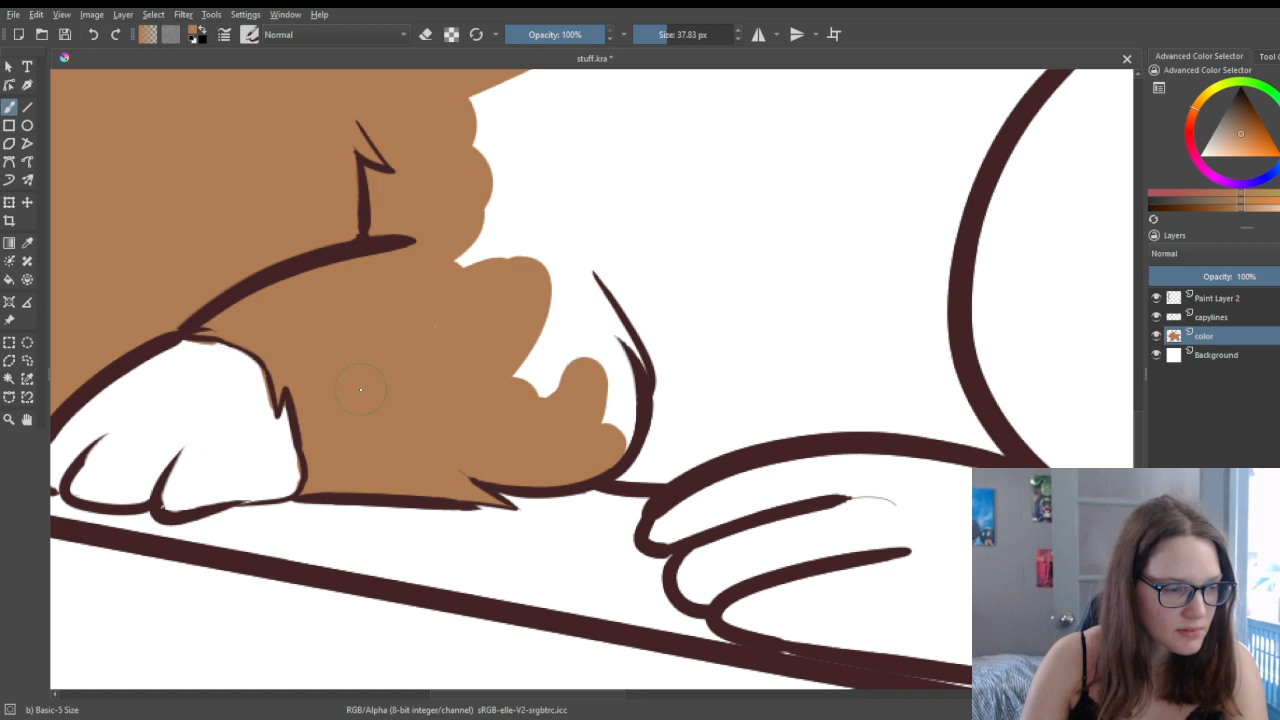 File Edit View Image Layer Select Filter Tools Settings Window Help
Normal Opacity: 100% Size: 37.83 px
stuff.kra *
Advanced Color Selector Tool
Advanced Color Selector
Layers
Normal
Opacity: 100%
Paint Layer 2
capylines
color
Background
b) Basic-5 Size RGB/Alpha (8-bit integer/channel) sRGB-elle-V2-srgbtrc.icc